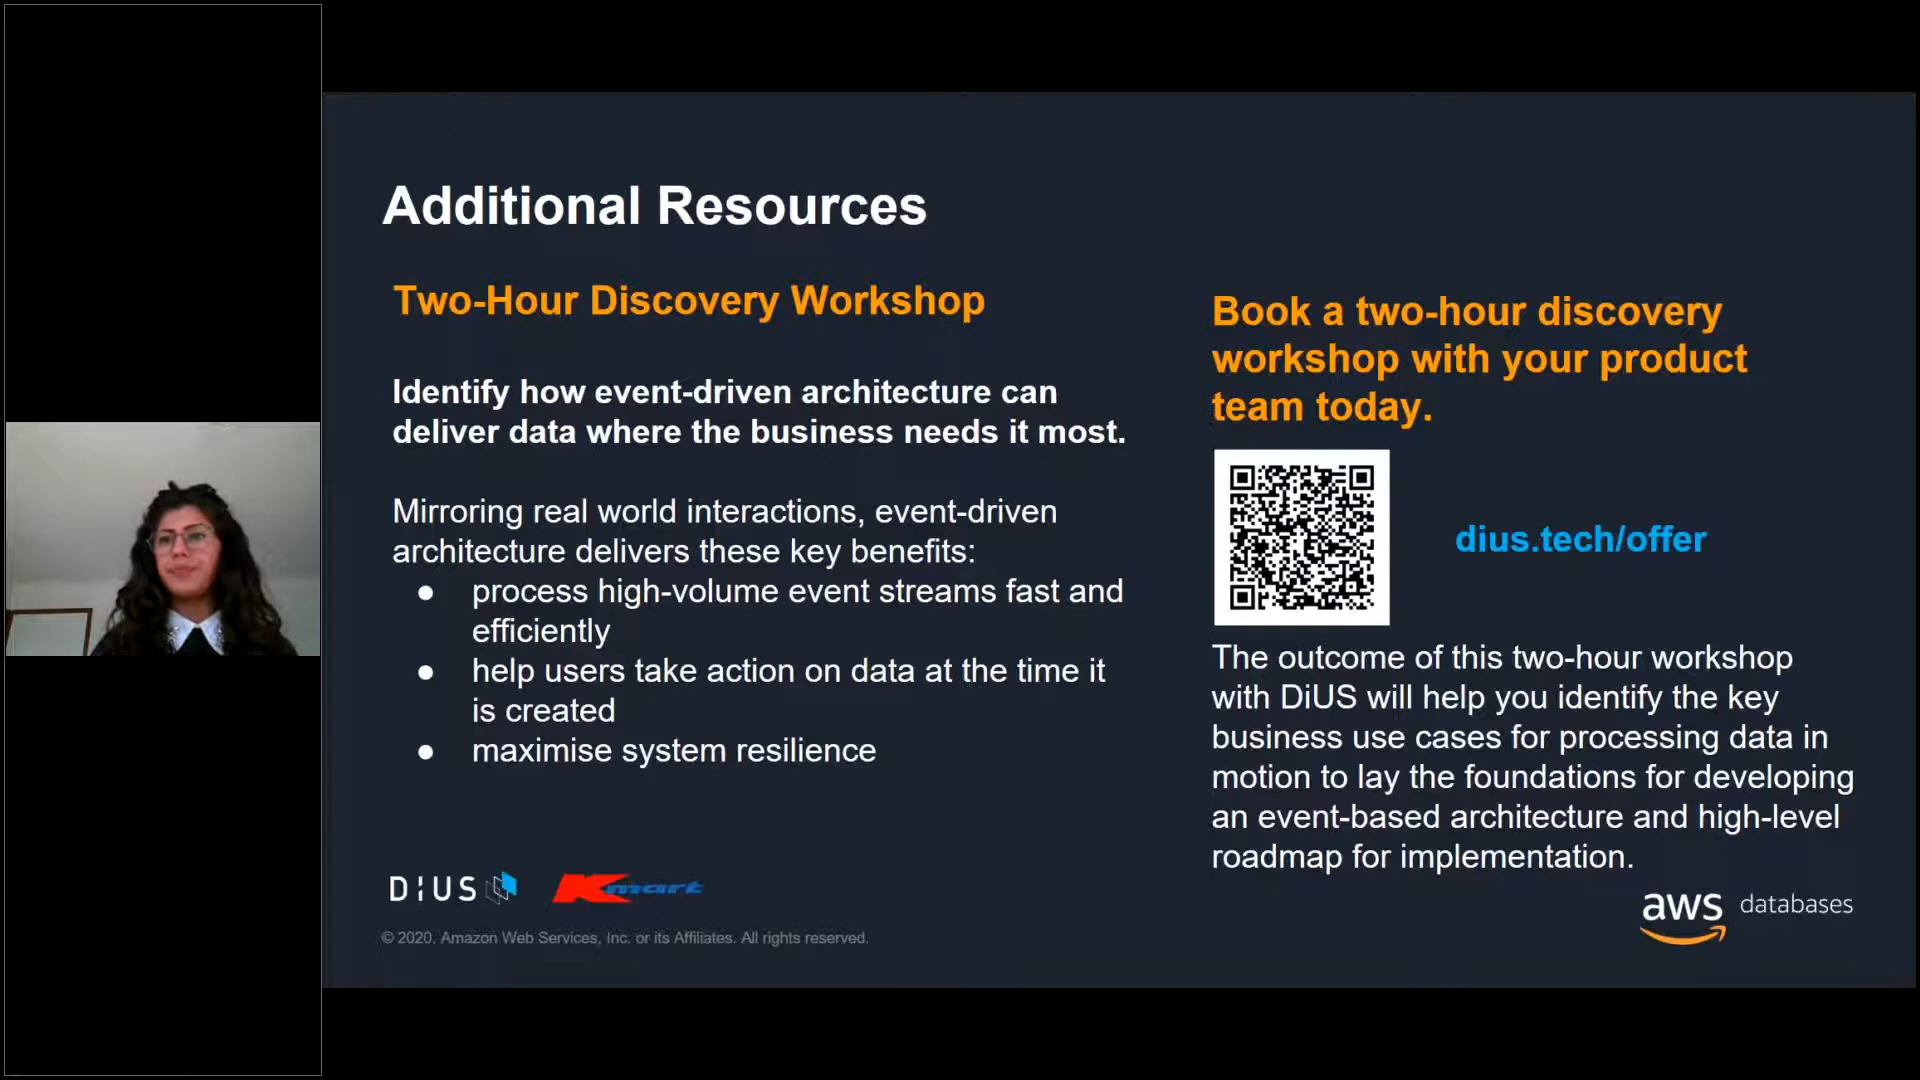 Additional Resources
Two-Hour Discovery Workshop
Identify how event-driven architecture can
deliver data where the business needs it most.
Mirroring real world interactions, event-driven
architecture delivers these key benefits:
● process high-volume event streams fast and
efficiently
● help users take action on data at the time it
is created
● maximise system resilience
Book a two-hour discovery
workshop with your product
team today.
dius.tech/offer
The outcome of this two-hour workshop
with DiUS will help you identify the key
business use cases for processing data in
motion to lay the foundations for developing
an event-based architecture and high-level
roadmap for implementation.
DiUS
Kmart
aws databases
© 2020, Amazon Web Services, Inc. or its Affiliates. All rights reserved.